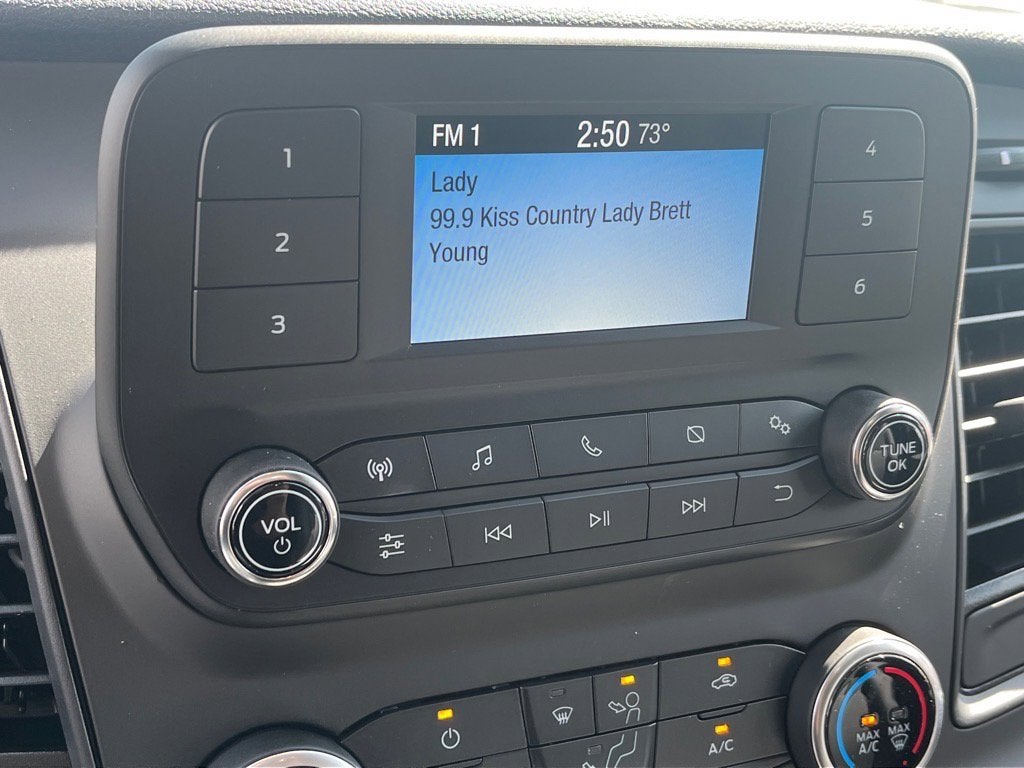 FM 1 2:50 73°
Lady
99.9 Kiss Country Lady Brett
Young
1
2
3
4
5
6
VOL
TUNE
OK
A/C
MAX
A/C
MAX